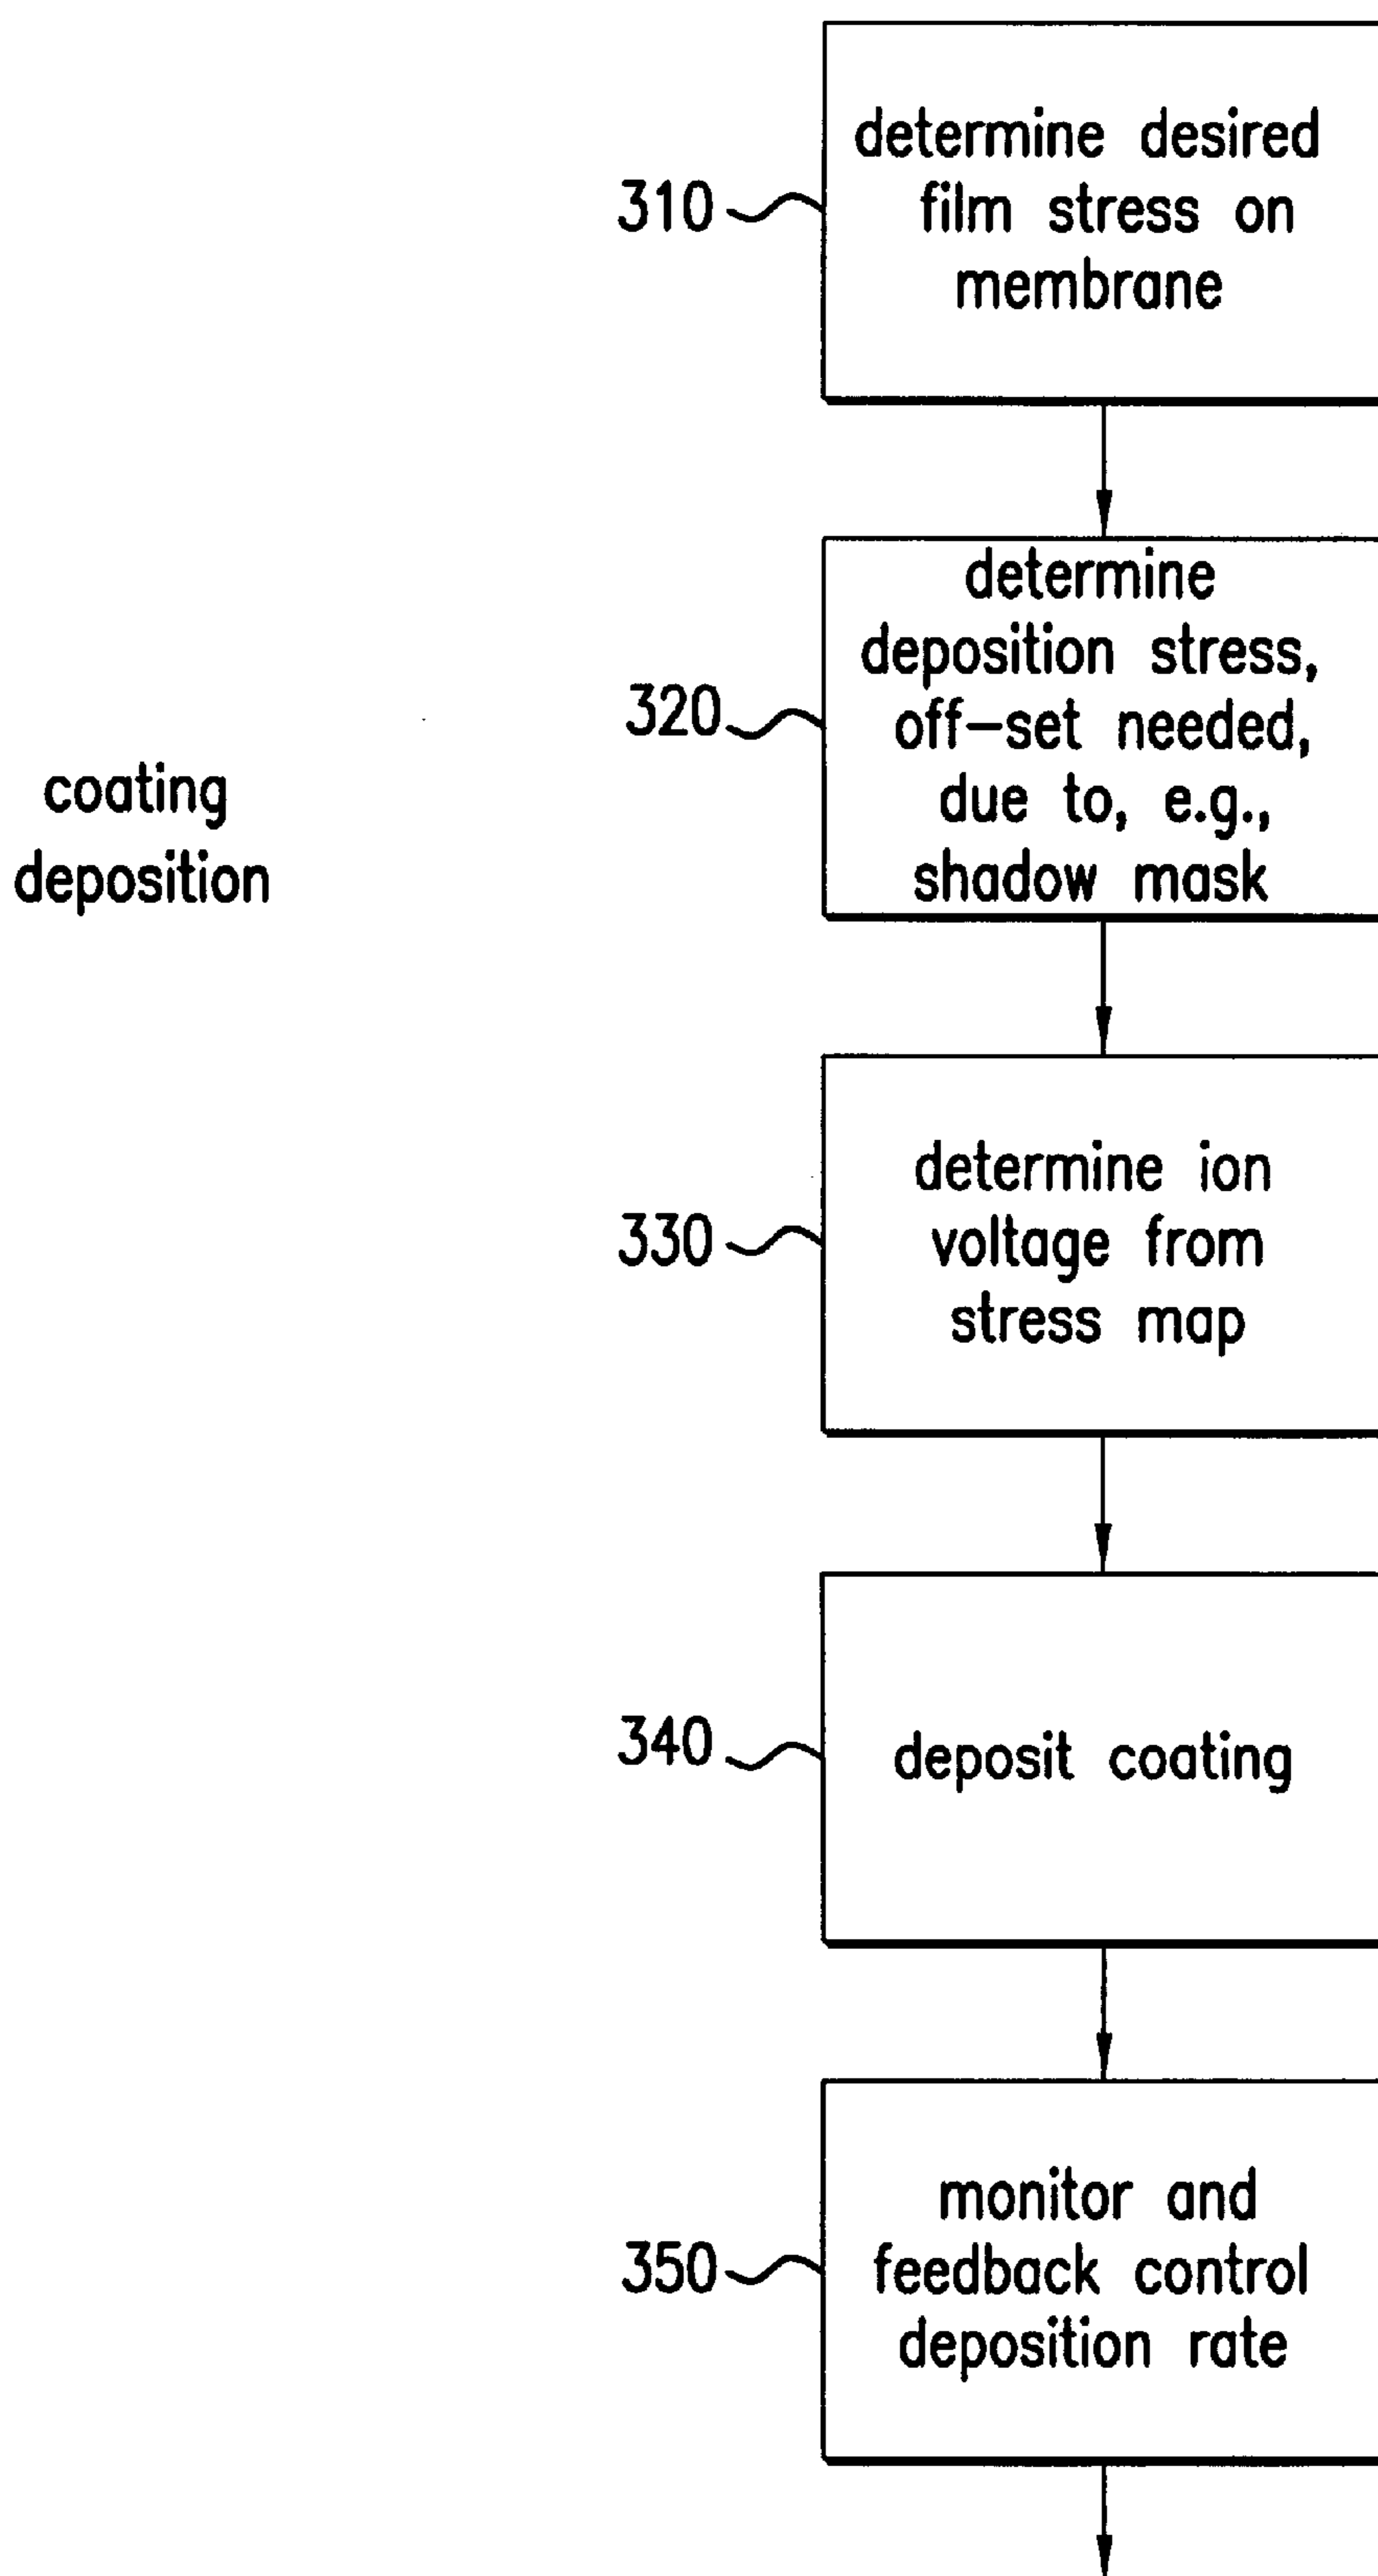 coating
deposition
310
determine desired
film stress on
membrane
320
determine
deposition stress,
off-set needed,
due to, e.g.,
shadow mask
330
determine ion
voltage from
stress map
340
deposit coating
350
monitor and
feedback control
deposition rate